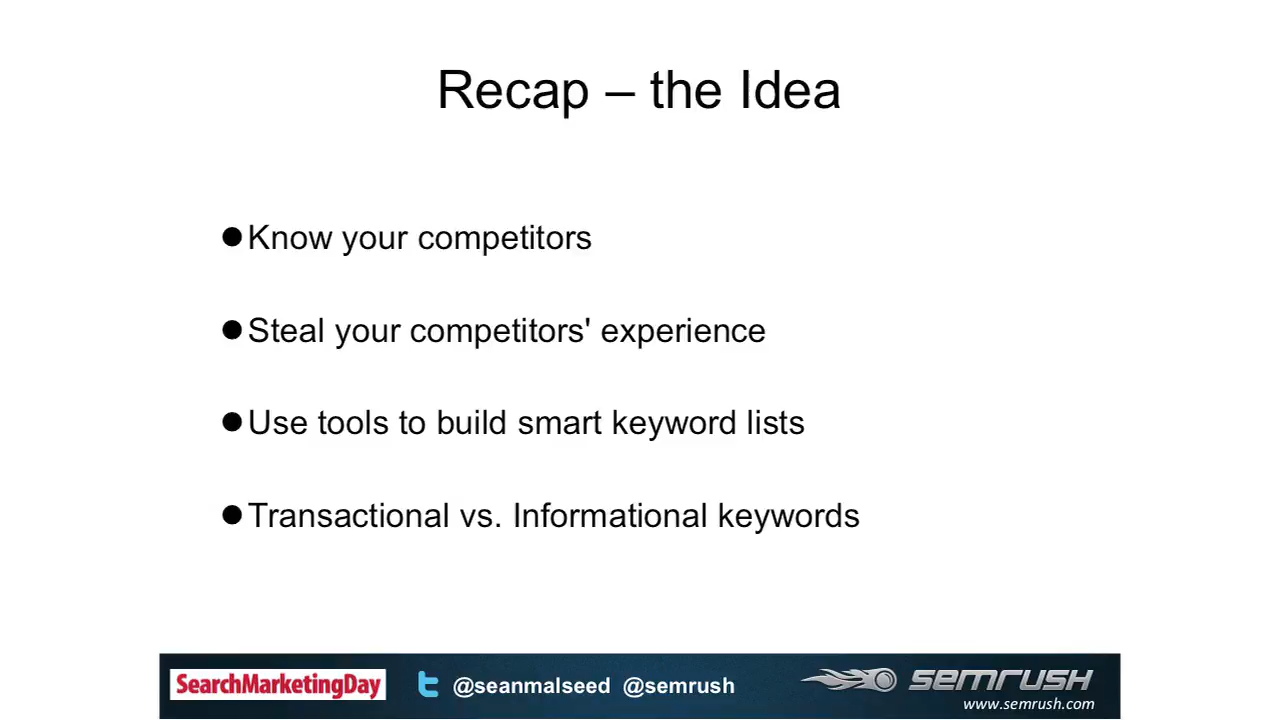 Recap – the Idea
●Know your competitors
●Steal your competitors' experience
●Use tools to build smart keyword lists
●Transactional vs. Informational keywords
SearchMarketingDay @seanmalseed @semrush SEMRUSH
www.semrush.com